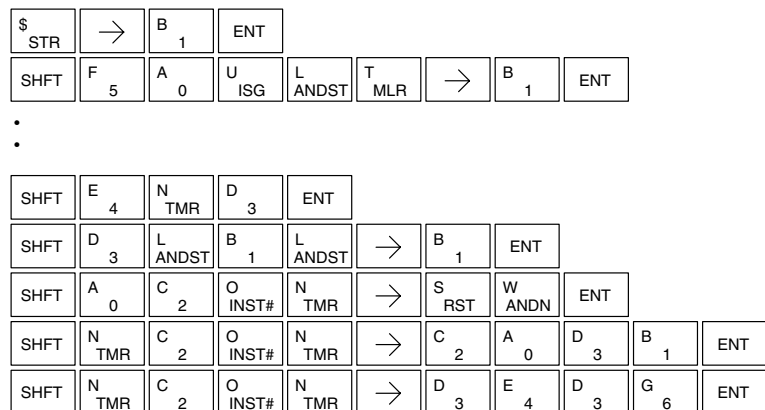 $ STR → B 1 ENT
SHFT F 5 A 0 U ISG L ANDST T MLR → B 1 ENT
•
•
SHFT E 4 N TMR D 3 ENT
SHFT D 3 L ANDST B 1 L ANDST → B 1 ENT
SHFT A 0 C 2 O INST# N TMR → S RST W ANDN ENT
SHFT N TMR C 2 O INST# N TMR → C 2 A 0 D 3 B 1 ENT
SHFT N TMR C 2 O INST# N TMR → D 3 E 4 D 3 G 6 ENT